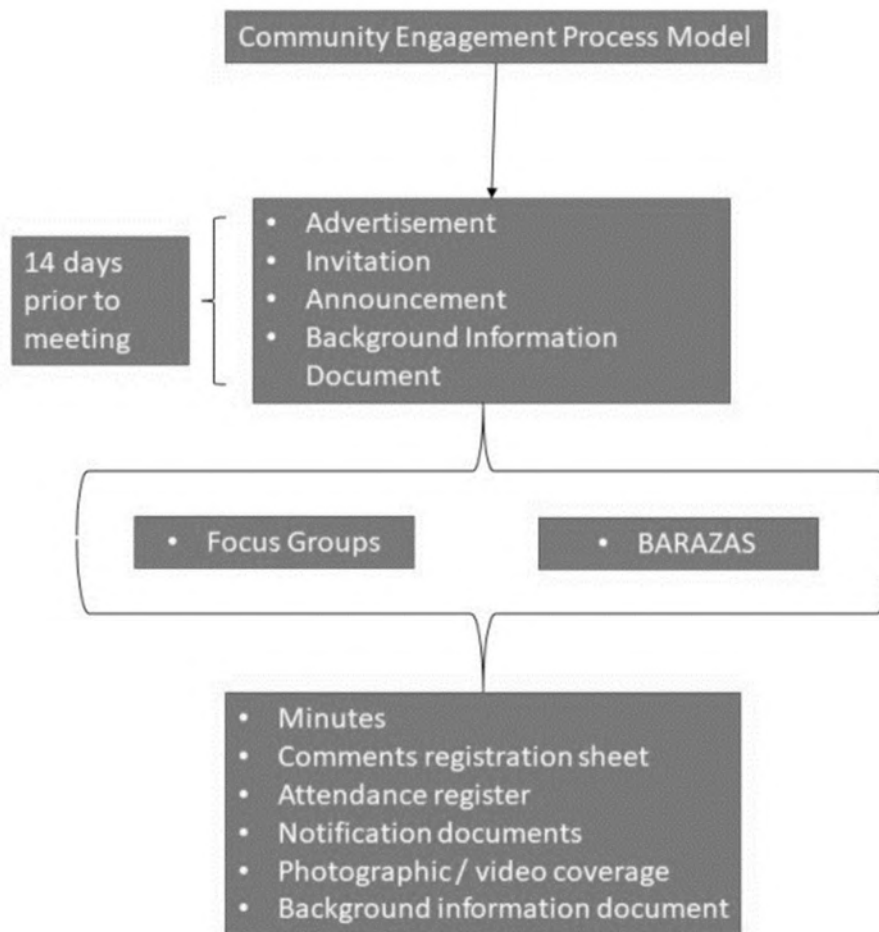 Community Engagement Process Model
• Advertisement
• Invitation
• Announcement
• Background Information
Document
14 days
prior to
meeting
• Focus Groups
• BARAZAS
• Minutes
• Comments registration sheet
• Attendance register
• Notification documents
• Photographic / video coverage
• Background information document